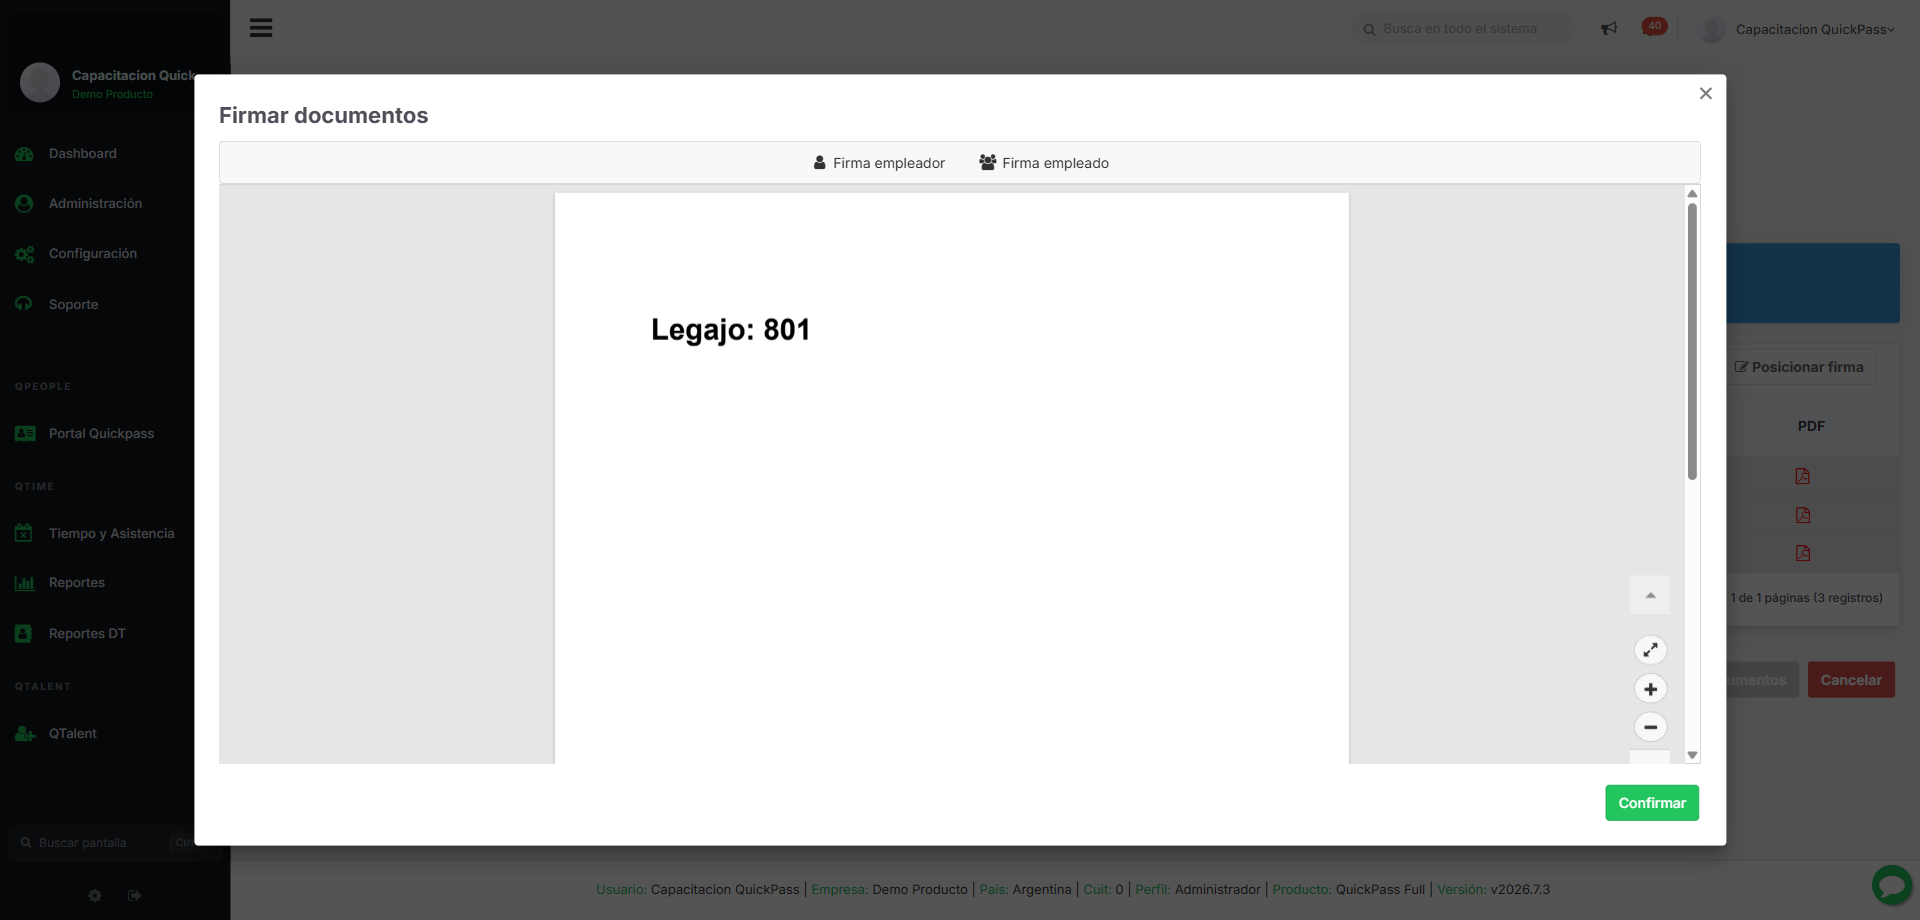 Capacitacion Quick
Demo Producto
Dashboard
Administración
Configuración
Soporte
QPEOPLE
Portal Quickpass
QTIME
Tiempo y Asistencia
Reportes
Reportes DT
QTALENT
QTalent
Buscar pantalla
Buscá en todo el sistema
40
Capacitacion QuickPass
Firmar documentos
Firma empleador
Firma empleado
Legajo: 801
Confirmar
Posicionar firma
PDF
1 de 1 páginas (3 registros)
Cancelar
Usuario: Capacitacion QuickPass | Empresa: Demo Producto | País: Argentina | Cuit: 0 | Perfil: Administrador | Producto: QuickPass Full | Versión: v2026.7.3